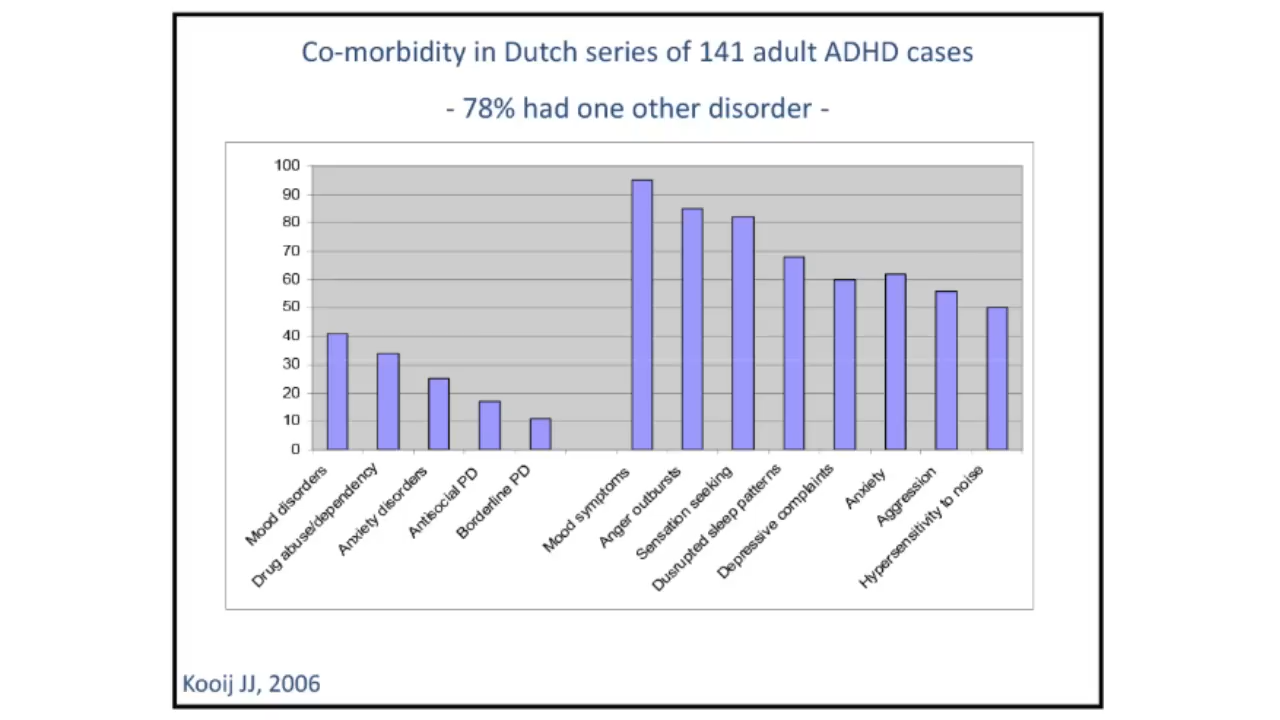 Co-morbidity in Dutch series of 141 adult ADHD cases
- 78% had one other disorder -
100
90
80
70
60
50
40
30
20
10
0
Mood disorders
Drug abuse/dependency
Anxiety disorders
Antisocial PD
Borderline PD
Mood symptoms
Anger outbursts
Sensation seeking
Dusrupted sleep patterns
Depressive complaints
Anxiety
Aggression
Hypersensitivity to noise
Kooij JJ, 2006